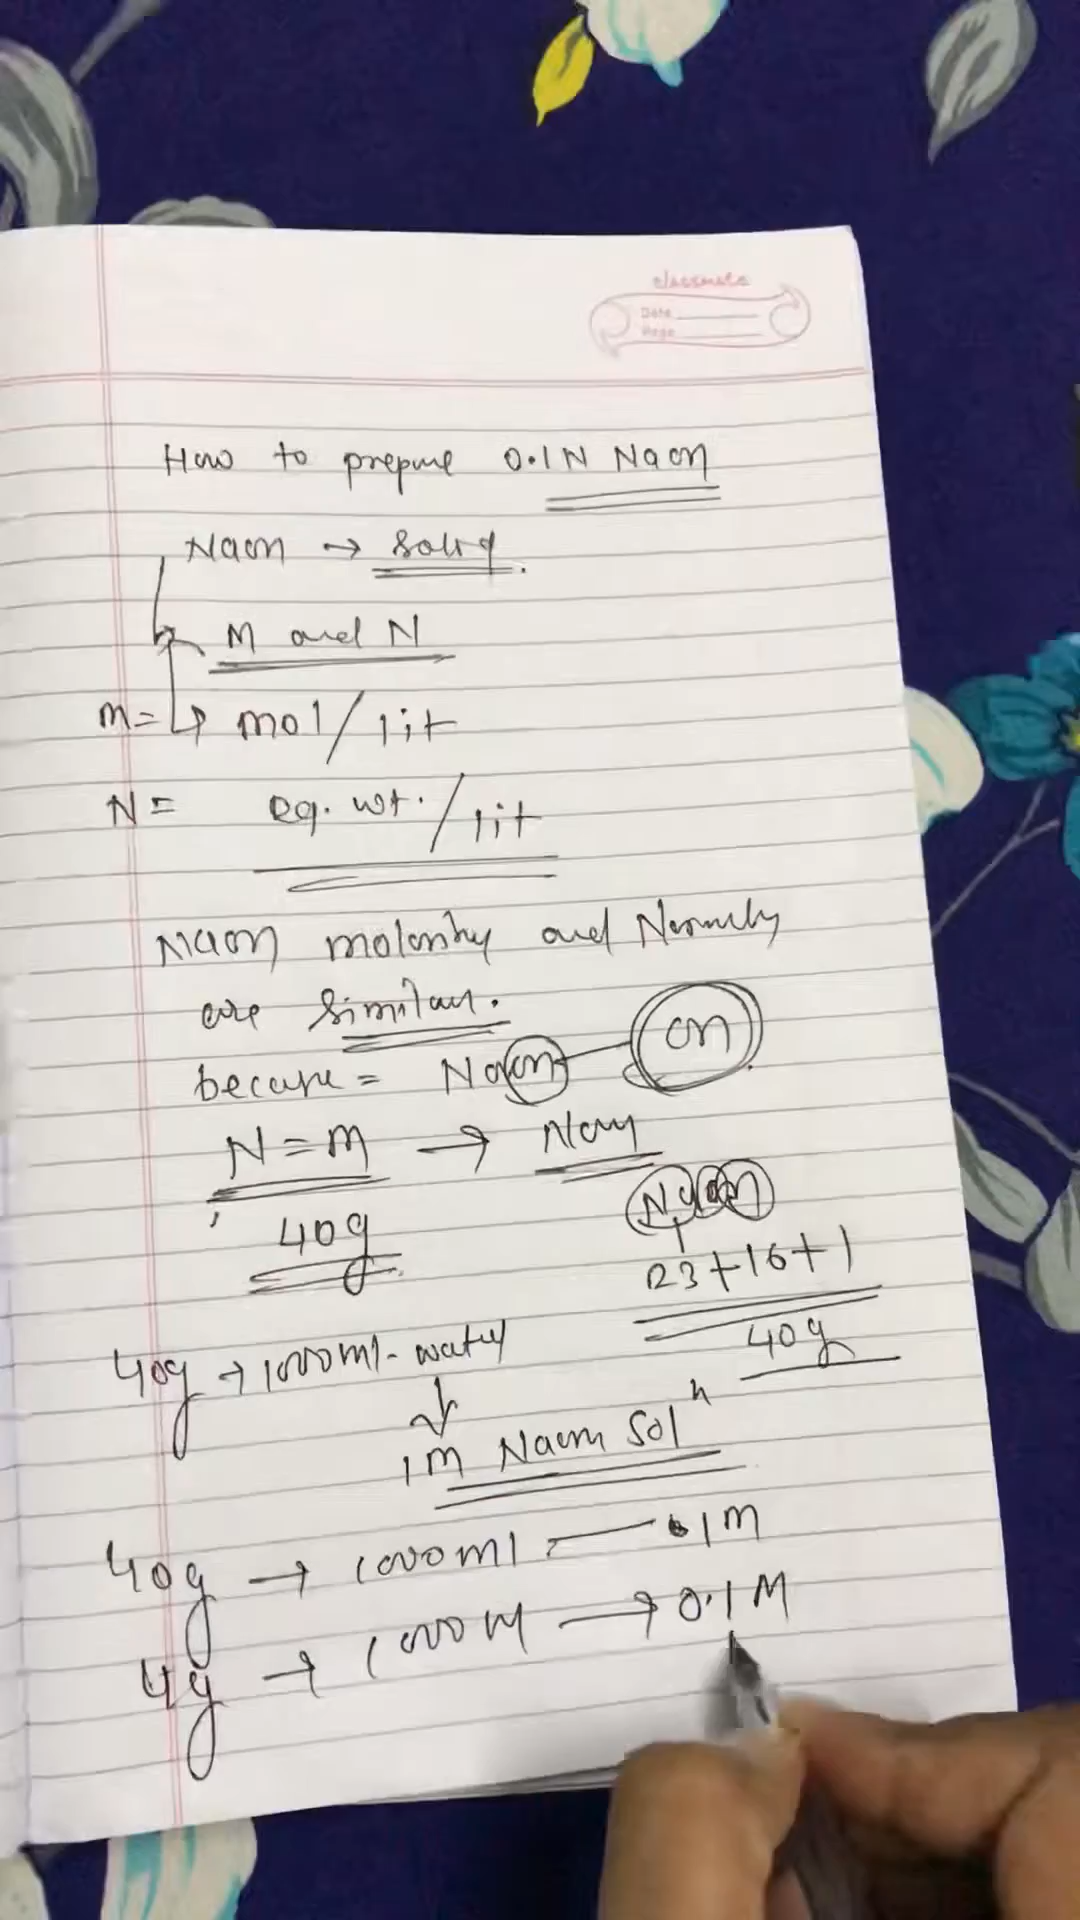 classmate
Date
Page
How to prepare 0.1N NaOH
NaOH → Solid.
M and N
M = → mol/lit
N = eq. wt./lit
NaOH molarity and Normality
are Similar.
because = NaOH — OH
N = M → NaOH
NaOH
40g
23+16+1
40g
40g → 1000ml- water
↓
1M NaOH Solⁿ
40g → 1000ml — 1M
4g → 1000 M → 0.1M